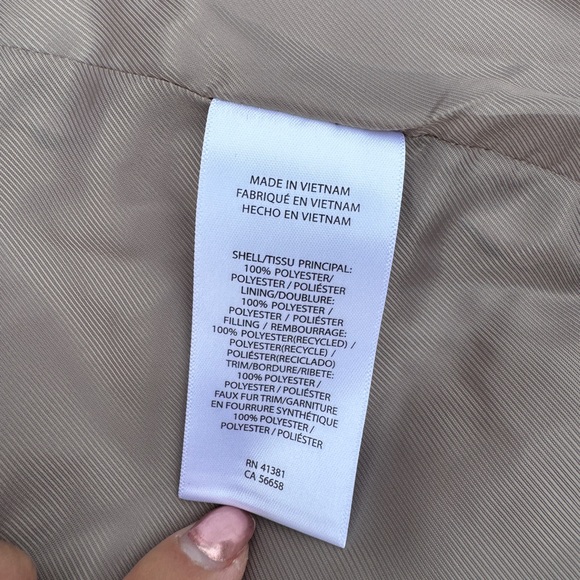 MADE IN VIETNAM
FABRIQUÉ EN VIETNAM
HECHO EN VIETNAM
SHELL/TISSU PRINCIPAL:
100% POLYESTER/
POLYESTER / POLIÉSTER
LINING/DOUBLURE:
100% POLYESTER /
POLYESTER / POLIÉSTER
FILLING / REMBOURRAGE:
100% POLYESTER(RECYCLED) /
POLYESTER(RECYCLE) /
POLIÉSTER(RECICLADO)
TRIM/BORDURE/RIBETE:
100% POLYESTER /
POLYESTER / POLIÉSTER
FAUX FUR TRIM/GARNITURE
EN FOURRURE SYNTHÉTIQUE
100% POLYESTER /
POLYESTER / POLIÉSTER
RN 41381
CA 56658